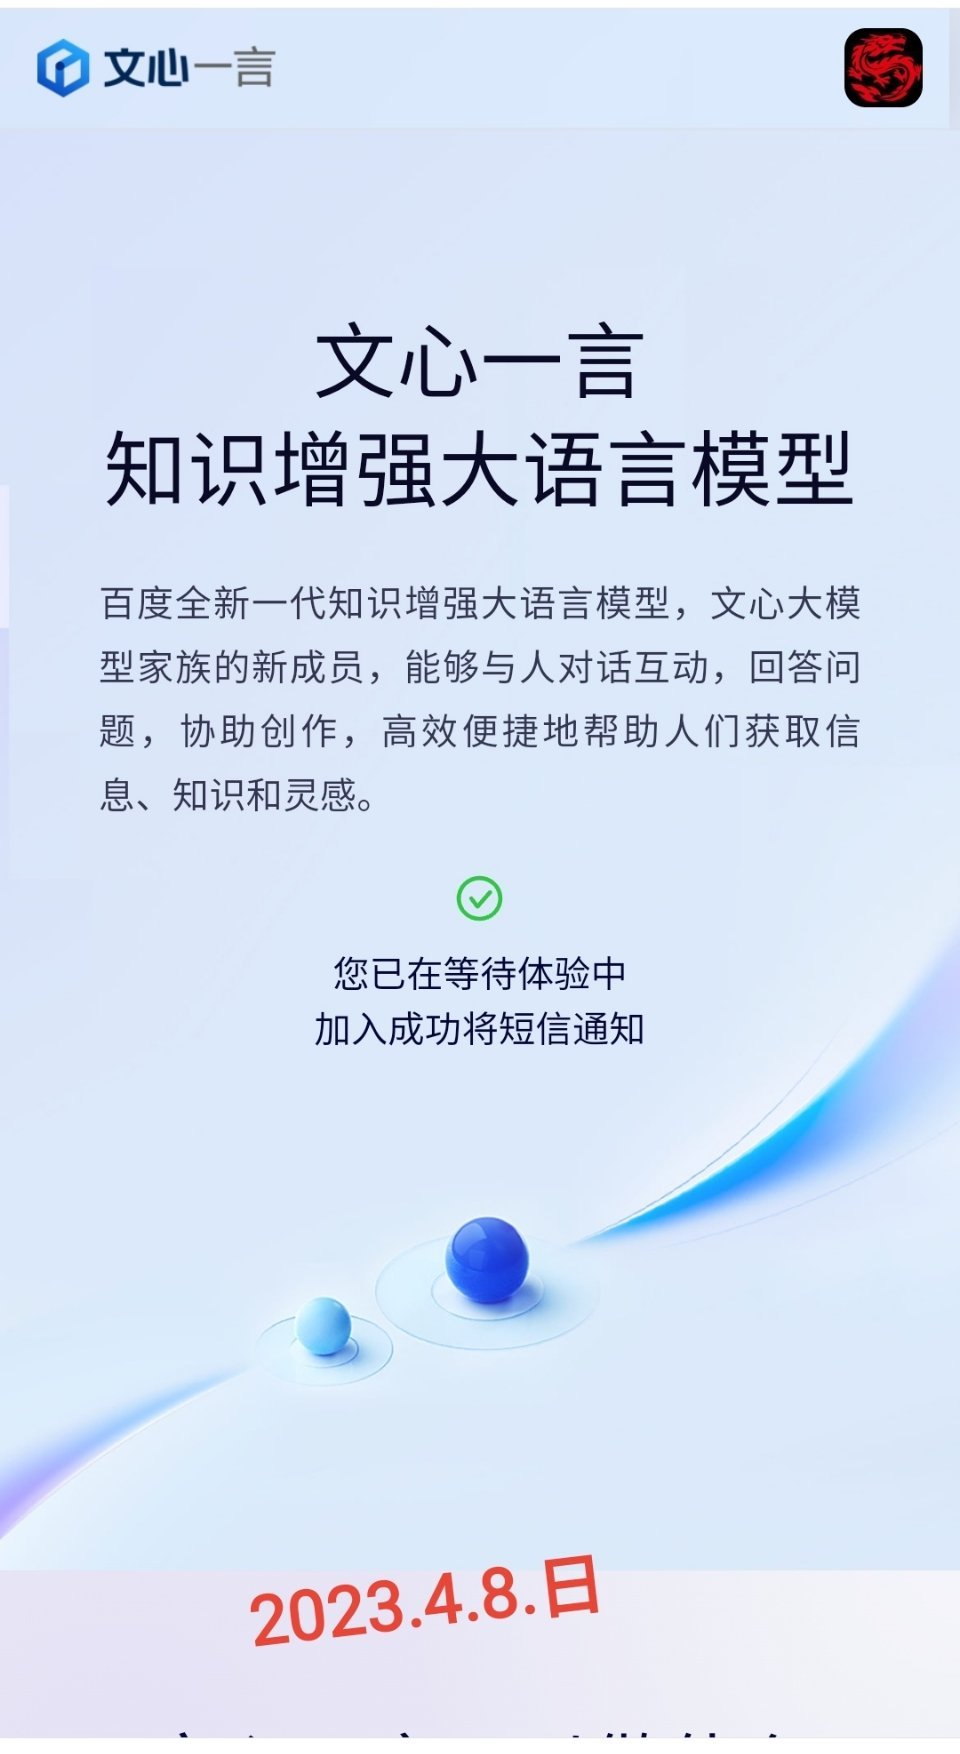 文心一言
文心一言
知识增强大语言模型
百度全新一代知识增强大语言模型，文心大模
型家族的新成员，能够与人对话互动，回答问
题，协助创作，高效便捷地帮助人们获取信
息、知识和灵感。
您已在等待体验中
加入成功将短信通知
2023.4.8.日